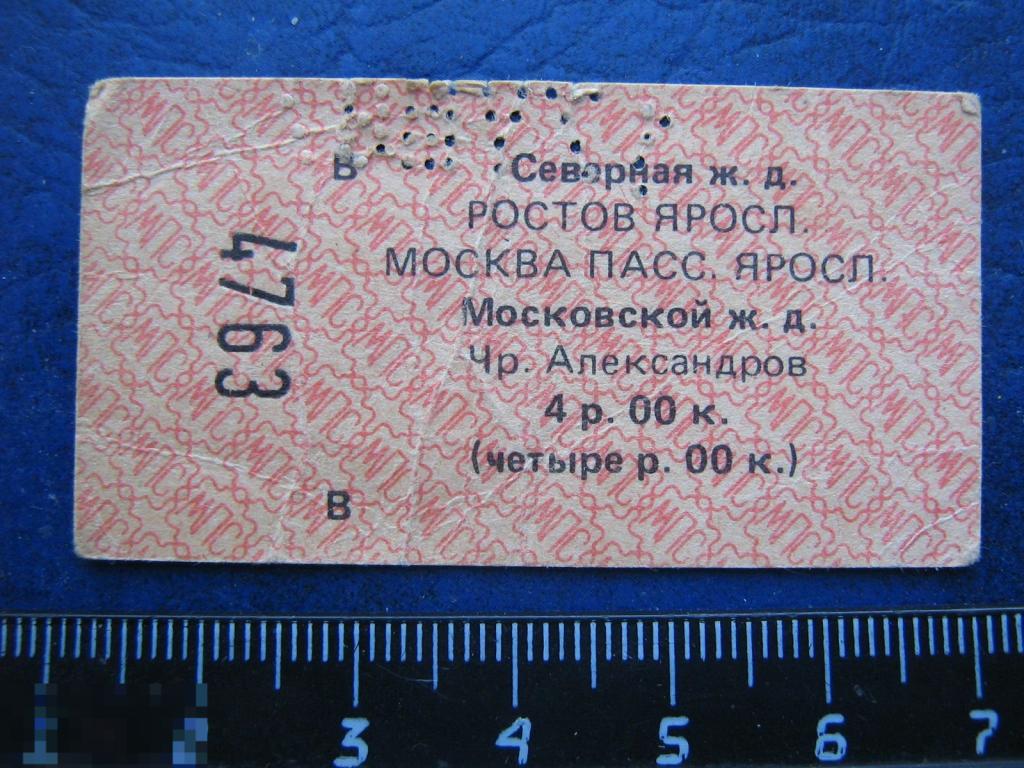 В
Северная ж. д.
РОСТОВ ЯРОСЛ.
МОСКВА ПАСС. ЯРОСЛ.
Московской ж. д.
Чр. Александров
4 р. 00 к.
(четыре р. 00 к.)
В
4763
3 4 5 6 7